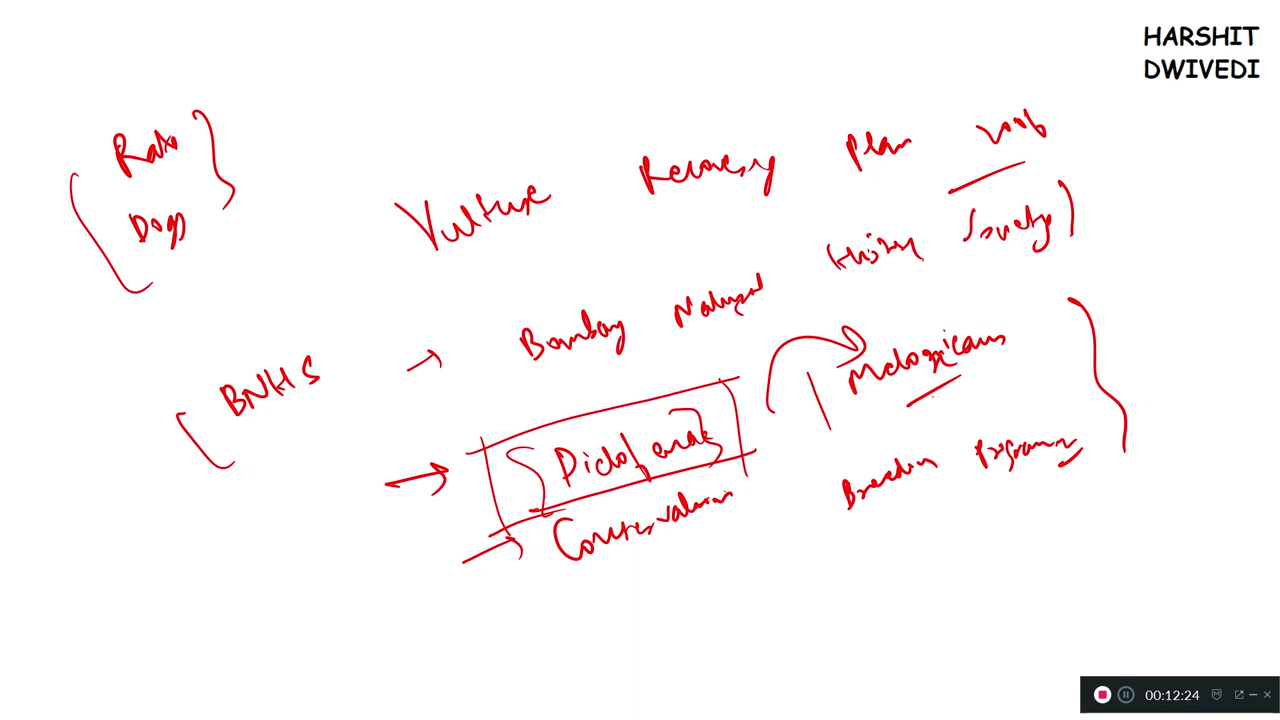 HARSHIT
DWIVEDI
Rats
Dogs
Vulture Recovery Plan 2006
BNHS → Bombay Natural History Society)
Diclofenac
Meloxicam
Conservation Breeding Programme
00:12:24